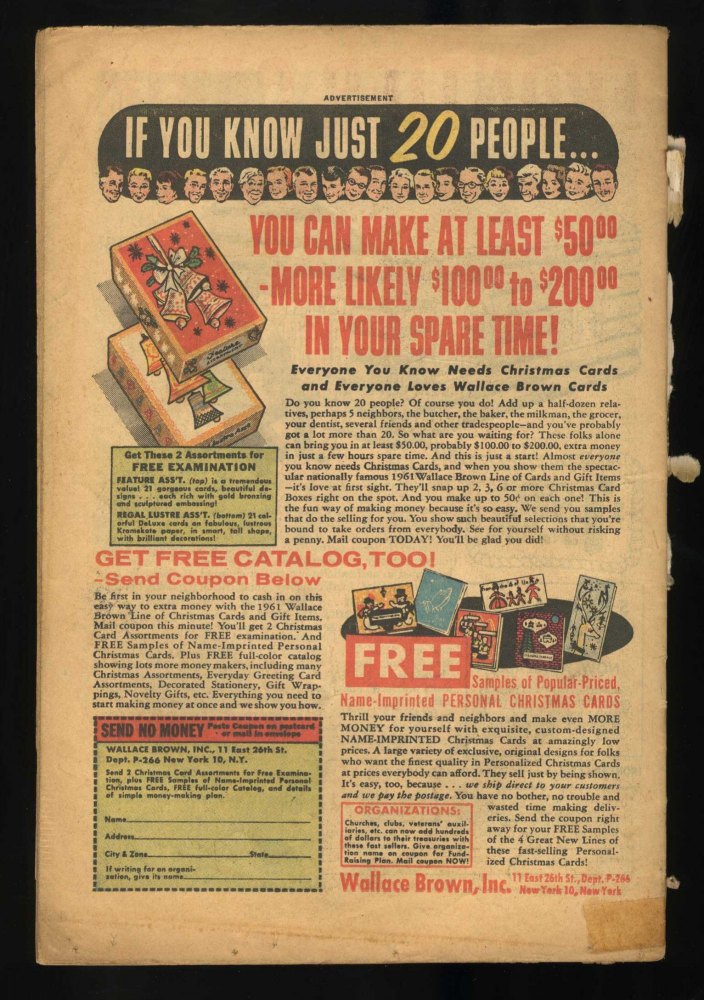 ADVERTISEMENT
IF YOU KNOW JUST 20 PEOPLE...
YOU CAN MAKE AT LEAST $50⁰⁰
-MORE LIKELY $100⁰⁰ to $200⁰⁰
IN YOUR SPARE TIME!
Everyone You Know Needs Christmas Cards
and Everyone Loves Wallace Brown Cards
Do you know 20 people? Of course you do! Add up a half-dozen rela-
tives, perhaps 5 neighbors, the butcher, the baker, the milkman, the grocer,
your dentist, several friends and other tradespeople—and you've probably
got a lot more than 20. So what are you waiting for? These folks alone
can bring you in at least $50.00, probably $100.00 to $200.00, extra money
in just a few hours spare time. And this is just a start! Almost everyone
you know needs Christmas Cards, and when you show them the spectac-
ular nationally famous 1961 Wallace Brown Line of Cards and Gift Items
—it's love at first sight. They'll snap up 2, 3, 6 or more Christmas Card
Boxes right on the spot. And you make up to 50¢ on each one! This is
the fun way of making money because it's so easy. We send you samples
that do the selling for you. You show such beautiful selections that you're
bound to take orders from everybody. See for yourself without risking
a penny. Mail coupon TODAY! You'll be glad you did!
Get These 2 Assortments for
FREE EXAMINATION
FEATURE ASS'T. (top) is a tremendous
value! 21 gorgeous cards, beautiful de-
signs . . . each rich with gold bronzing
and sculptured embossing!
REGAL LUSTRE ASS'T. (bottom) 21 col-
orful DeLuxe cards on fabulous, lustrous
Kromekote paper, in smart, tall shape,
with brilliant decorations!
GET FREE CATALOG, TOO!
-Send Coupon Below
Be first in your neighborhood to cash in on this
easy way to extra money with the 1961 Wallace
Brown Line of Christmas Cards and Gift Items.
Mail coupon this minute! You'll get 2 Christmas
Card Assortments for FREE examination. And
FREE Samples of Name-Imprinted Personal
Christmas Cards. Plus FREE full-color catalog
showing lots more money makers, including many
Christmas Assortments, Everyday Greeting Card
Assortments, Decorated Stationery, Gift Wrap-
pings, Novelty Gifts, etc. Everything you need to
start making money at once and we show you how.
SEND NO MONEY Paste Coupon on postcard
or mail in envelope
WALLACE BROWN, INC., 11 East 26th St.
Dept. P-266 New York 10, N.Y.
Send 2 Christmas Card Assortments for Free Examina-
tion, plus FREE Samples of Name-Imprinted Personal
Christmas Cards, FREE full-color Catalog, and details
of simple money-making plan.
Name
Address
City & Zone State
If writing for an organi-
zation, give its name
FREE
Samples of Popular-Priced,
Name-Imprinted PERSONAL CHRISTMAS CARDS
Thrill your friends and neighbors and make even MORE
MONEY for yourself with exquisite, custom-designed
NAME-IMPRINTED Christmas Cards at amazingly low
prices. A large variety of exclusive, original designs for folks
who want the finest quality in Personalized Christmas Cards
at prices everybody can afford. They sell just by being shown.
It's easy, too, because . . . we ship direct to your customers
and we pay the postage. You have no bother, no trouble and
wasted time making deliv-
eries. Send the coupon right
away for your FREE Samples
of the 4 Great New Lines of
these fast-selling Personal-
ized Christmas Cards!
ORGANIZATIONS:
Churches, clubs, veterans' auxil-
iaries, etc. can now add hundreds
of dollars to their treasuries with
these fast sellers. Give organiza-
tion name on coupon for Fund-
Raising Plan. Mail coupon NOW!
Wallace Brown, Inc. 11 East 26th St., Dept. P-266
New York 10, New York